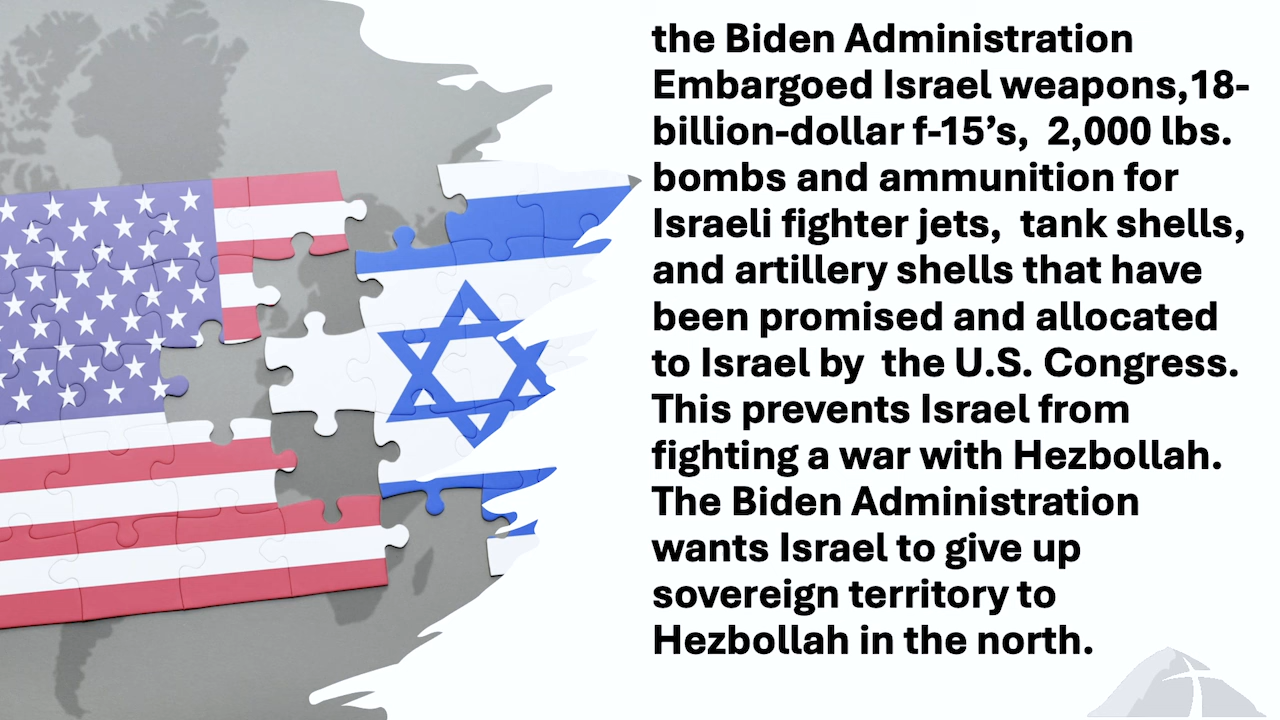 the Biden Administration
Embargoed Israel weapons,18-
billion-dollar f-15’s,  2,000 lbs.
bombs and ammunition for
Israeli fighter jets,  tank shells,
and artillery shells that have
been promised and allocated
to Israel by  the U.S. Congress.
This prevents Israel from
fighting a war with Hezbollah.
The Biden Administration
wants Israel to give up
sovereign territory to
Hezbollah in the north.